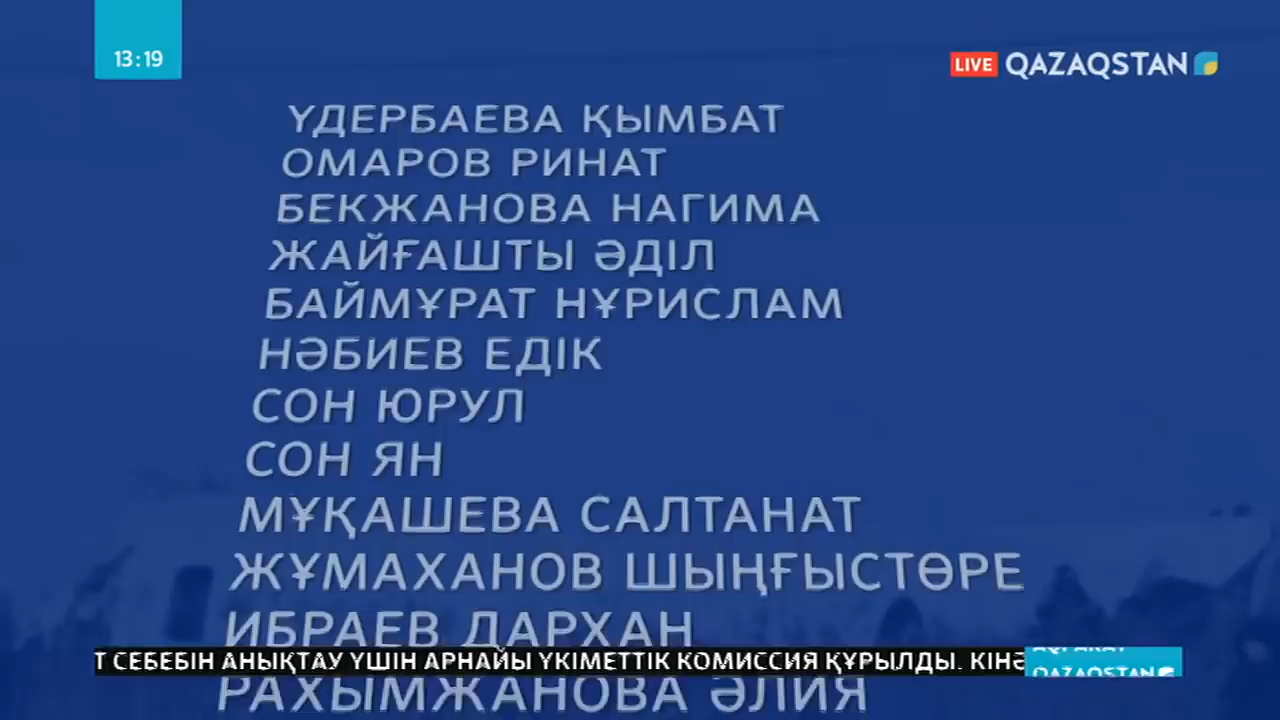 13:19
LIVE QAZAQSTAN
ҮДЕРБАЕВА ҚЫМБАТ
ОМАРОВ РИНАТ
БЕКЖАНОВА НАГИМА
ЖАЙҒАШТЫ ӘДІЛ
БАЙМҰРАТ НҰРИСЛАМ
НӘБИЕВ ЕДІК
СОН ЮРУЛ
СОН ЯН
МҰҚАШЕВА САЛТАНАТ
ЖҰМАХАНОВ ШЫҢҒЫСТӨРЕ
ИБРАЕВ ДАРХАН
Т СЕБЕБІН АНЫҚТАУ ҮШІН АРНАЙЫ ҮКІМЕТТІК КОМИССИЯ ҚҰРЫЛДЫ. КІНӘ
QAZAQSTAN
РАХЫМЖАНОВА ӘЛИЯ